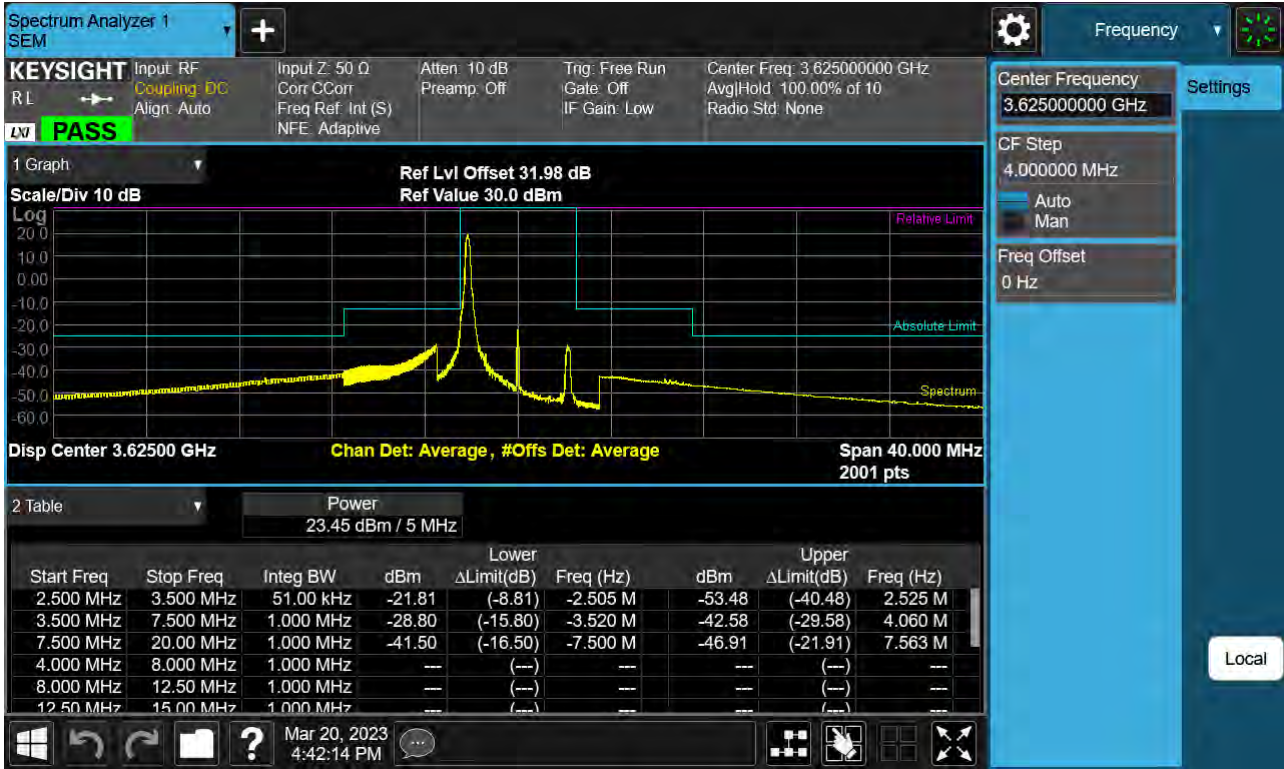 Spectrum Analyzer 1
SEM
Frequency
KEYSIGHT
R L
LXI
PASS
Input: RF
Coupling: DC
Align: Auto
Input Z: 50 Ω
Corr CCorr
Freq Ref: Int (S)
NFE: Adaptive
Atten: 10 dB
Preamp: Off
Trig: Free Run
Gate: Off
IF Gain: Low
Center Freq: 3.625000000 GHz
Avg|Hold: 100.00% of 10
Radio Std: None
Center Frequency
3.625000000 GHz
Settings
CF Step
4.000000 MHz
Auto
Man
Freq Offset
0 Hz
Local
1 Graph
Scale/Div 10 dB
Ref Lvl Offset 31.98 dB
Ref Value 30.0 dBm
Log
20.0
10.0
0.00
-10.0
-20.0
-30.0
-40.0
-50.0
-60.0
Relative Limit
Absolute Limit
Spectrum
Disp Center 3.62500 GHz
Chan Det: Average, #Offs Det: Average
Span 40.000 MHz
2001 pts
2 Table
Power
23.45 dBm / 5 MHz
Lower Upper
Start Freq Stop Freq Integ BW dBm ΔLimit(dB) Freq (Hz) dBm ΔLimit(dB) Freq (Hz)
2.500 MHz 3.500 MHz 51.00 kHz -21.81 (-8.81) -2.505 M -53.48 (-40.48) 2.525 M
3.500 MHz 7.500 MHz 1.000 MHz -28.80 (-15.80) -3.520 M -42.58 (-29.58) 4.060 M
7.500 MHz 20.00 MHz 1.000 MHz -41.50 (-16.50) -7.500 M -46.91 (-21.91) 7.563 M
4.000 MHz 8.000 MHz 1.000 MHz --- (---) --- --- (---) ---
8.000 MHz 12.50 MHz 1.000 MHz --- (---) --- --- (---) ---
12.50 MHz 15.00 MHz 1.000 MHz --- (---) --- --- (---) ---
Mar 20, 2023
4:42:14 PM